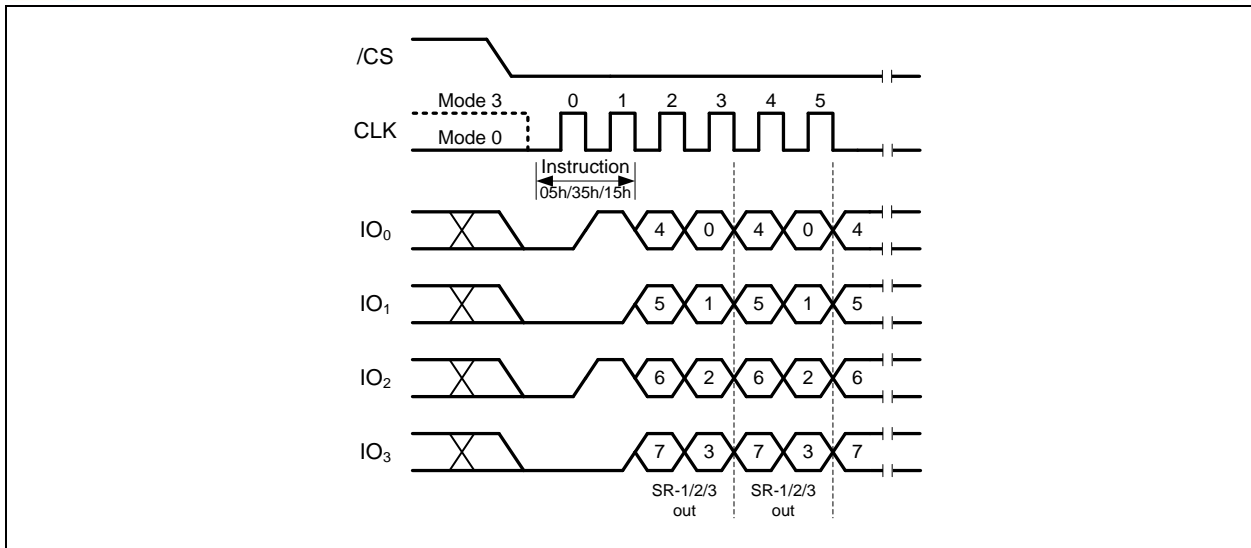 /CS
Mode 3 0 1 2 3 4 5
CLK Mode 0
Instruction
05h/35h/15h
IO0 4 0 4 0 4
IO1 5 1 5 1 5
IO2 6 2 6 2 6
IO3 7 3 7 3 7
SR-1/2/3 SR-1/2/3
out out